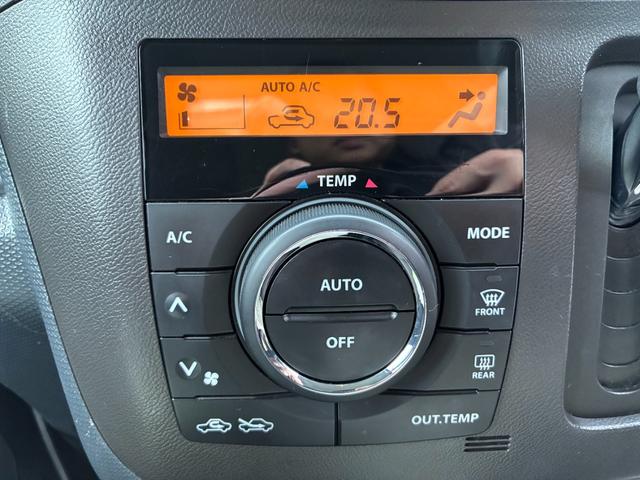 AUTO A/C
20.5
TEMP
A/C
MODE
AUTO
FRONT
OFF
REAR
OUT.TEMP